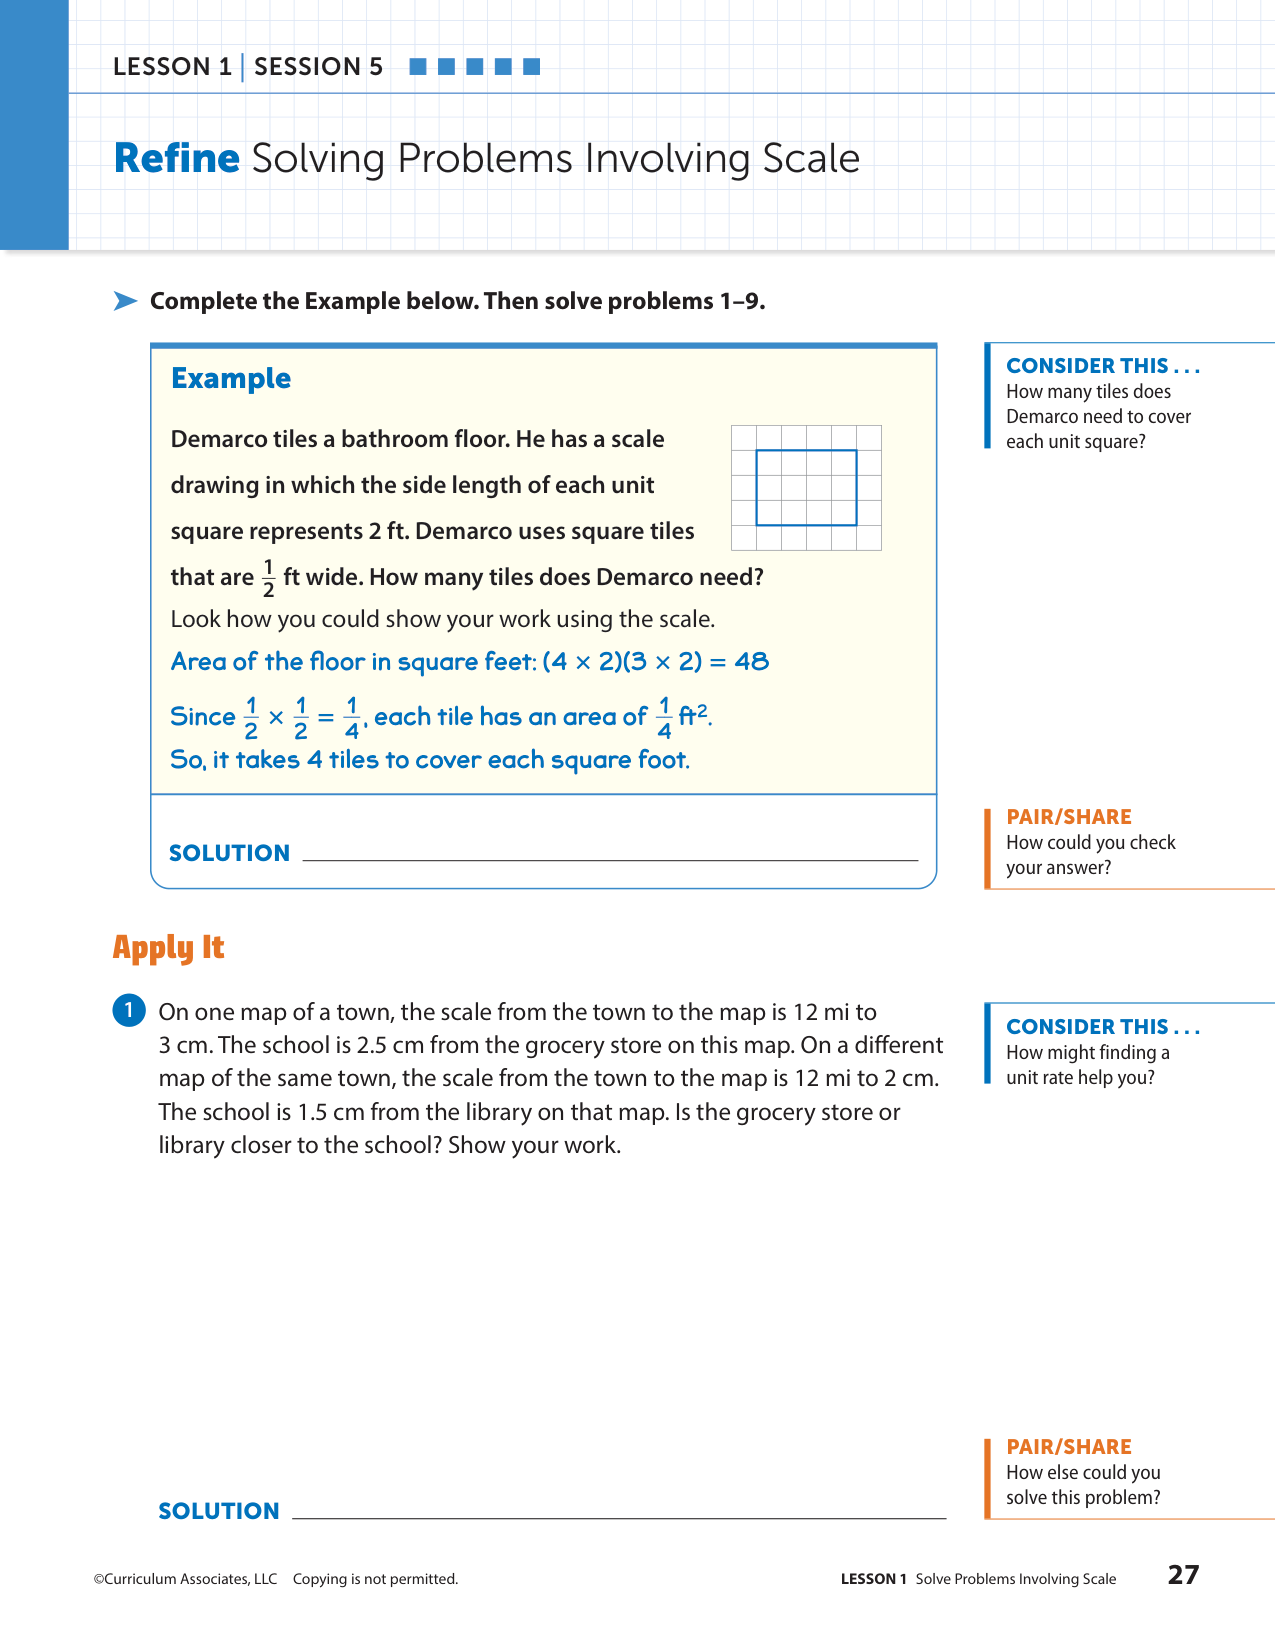 LESSON 1 | SESSION 5
Refine Solving Problems Involving Scale
Complete the Example below. Then solve problems 1–9.
Example
Demarco tiles a bathroom floor. He has a scale
drawing in which the side length of each unit
square represents 2 ft. Demarco uses square tiles
that are 1/2 ft wide. How many tiles does Demarco need?
Look how you could show your work using the scale.
Area of the floor in square feet: (4 × 2)(3 × 2) = 48
Since 1/2 × 1/2 = 1/4, each tile has an area of 1/4 ft².
So, it takes 4 tiles to cover each square foot.
SOLUTION
CONSIDER THIS . . .
How many tiles does
Demarco need to cover
each unit square?
PAIR/SHARE
How could you check
your answer?
Apply It
1 On one map of a town, the scale from the town to the map is 12 mi to
3 cm. The school is 2.5 cm from the grocery store on this map. On a different
map of the same town, the scale from the town to the map is 12 mi to 2 cm.
The school is 1.5 cm from the library on that map. Is the grocery store or
library closer to the school? Show your work.
CONSIDER THIS . . .
How might finding a
unit rate help you?
PAIR/SHARE
How else could you
solve this problem?
SOLUTION
©Curriculum Associates, LLC Copying is not permitted.
LESSON 1 Solve Problems Involving Scale
27